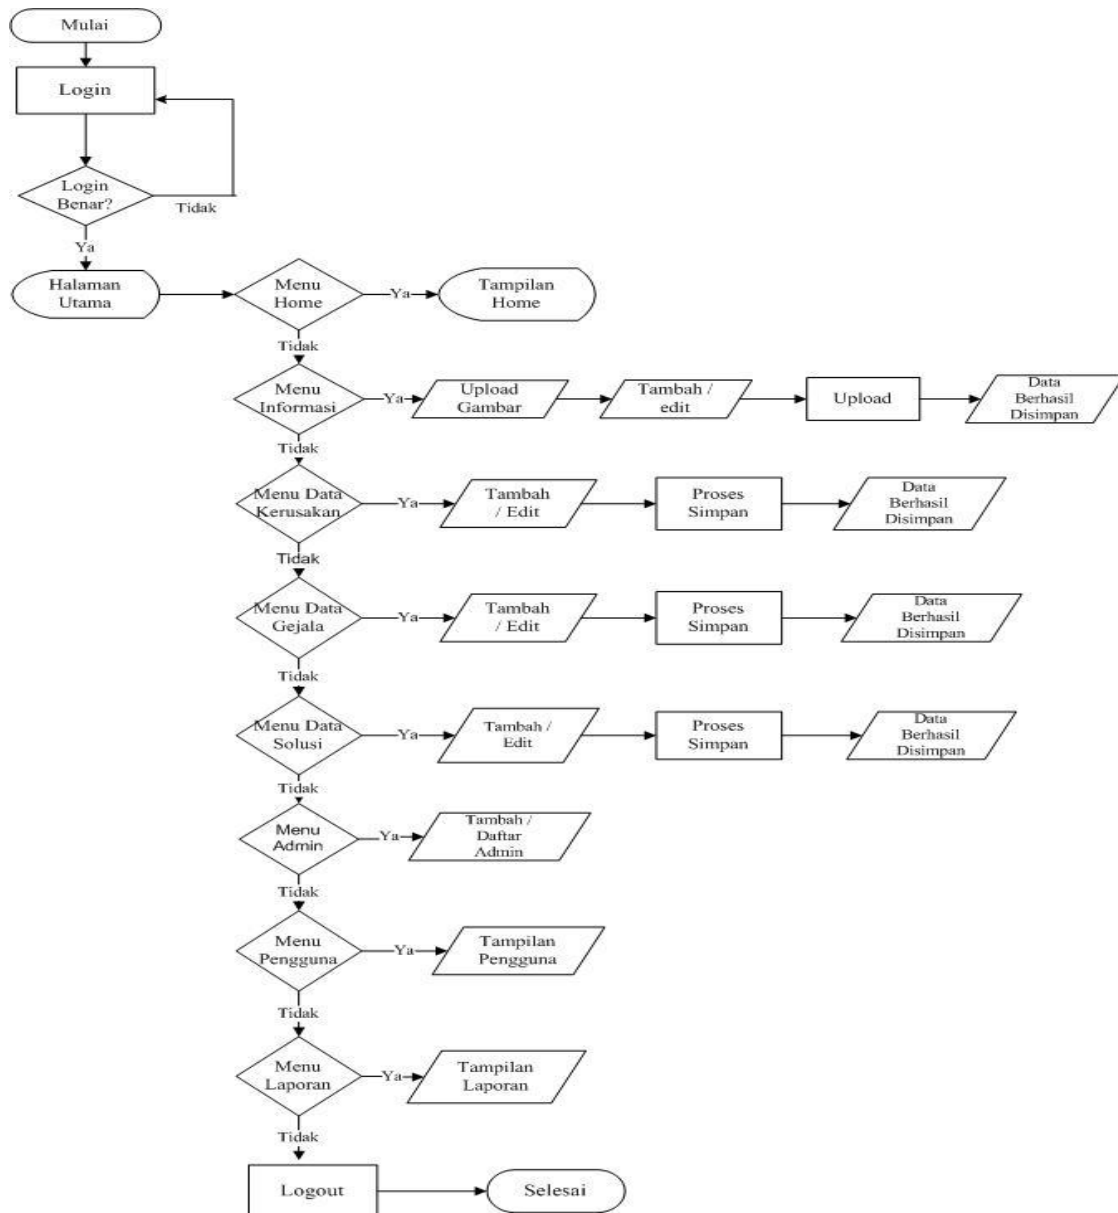 Mulai
Login
Login
Benar?
Tidak
Ya
Halaman
Utama
Menu
Home
Ya
Tampilan
Home
Tidak
Menu
Informasi
Ya
Upload
Gambar
Tambah /
edit
Upload
Data
Berhasil
Disimpan
Tidak
Menu Data
Kerusakan
Ya
Tambah
/ Edit
Proses
Simpan
Data
Berhasil
Disimpan
Tidak
Menu Data
Gejala
Ya
Tambah
/ Edit
Proses
Simpan
Data
Berhasil
Disimpan
Tidak
Menu Data
Solusi
Ya
Tambah /
Edit
Proses
Simpan
Data
Berhasil
Disimpan
Tidak
Menu
Admin
Ya
Tambah /
Daftar
Admin
Tidak
Menu
Pengguna
Ya
Tampilan
Pengguna
Tidak
Menu
Laporan
Ya
Tampilan
Laporan
Tidak
Logout
Selesai